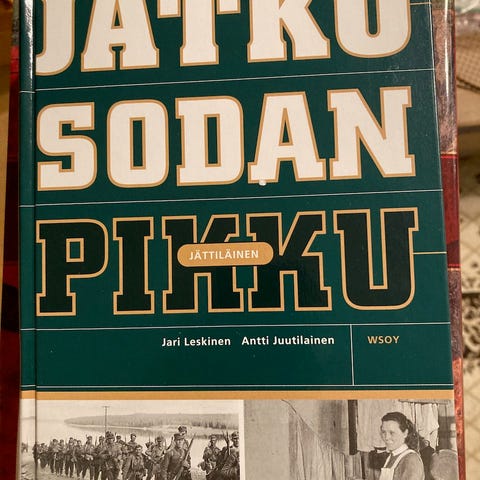 JATKO
SODAN
PIKKU
JÄTTILÄINEN
Jari Leskinen Antti Juutilainen
WSOY